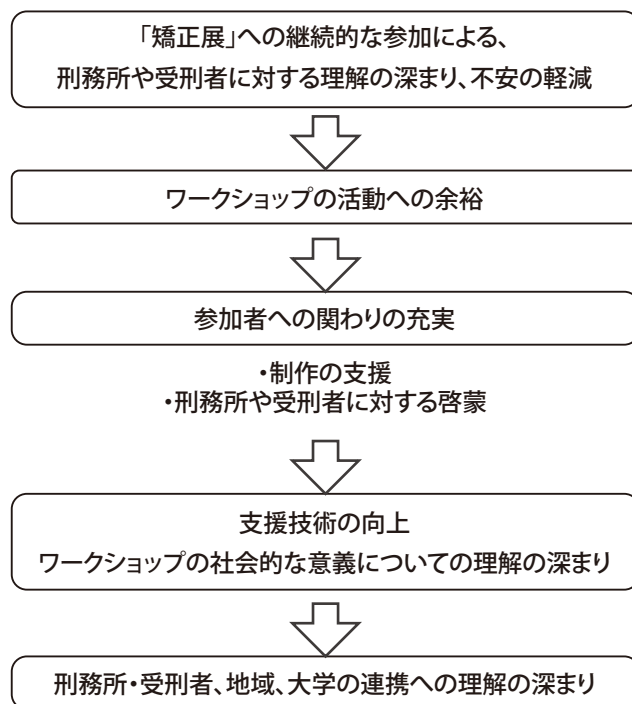 「矯正展」への継続的な参加による、
刑務所や受刑者に対する理解の深まり、不安の軽減
ワークショップの活動への余裕
参加者への関わりの充実
・制作の支援
・刑務所や受刑者に対する啓蒙
支援技術の向上
ワークショップの社会的な意義についての理解の深まり
刑務所・受刑者、地域、大学の連携への理解の深まり